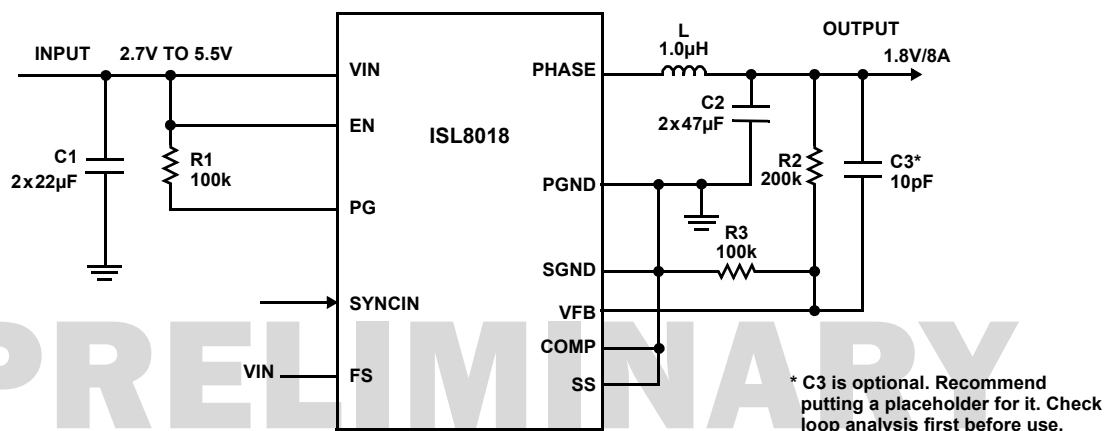 INPUT
2.7V TO 5.5V
C1
2x22µF
R1
100k
VIN
EN
PG
SYNCIN
VIN
FS
ISL8018
PHASE
PGND
SGND
VFB
COMP
SS
L
1.0µH
C2
2x47µF
R3
100k
R2
200k
OUTPUT
1.8V/8A
C3*
10pF
* C3 is optional. Recommend
putting a placeholder for it. Check
loop analysis first before use.
PRELIMINARY